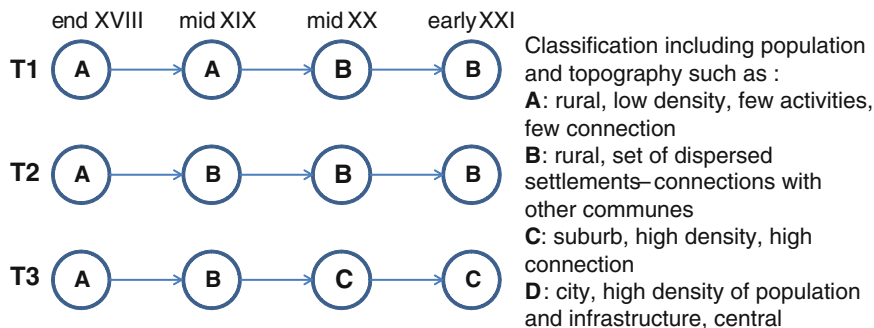 end XVIII mid XIX mid XX early XXI
T1 A A B B
T2 A B B B
T3 A B C C
Classification including population
and topography such as :
A: rural, low density, few activities,
few connection
B: rural, set of dispersed
settlements–connections with
other communes
C: suburb, high density, high
connection
D: city, high density of population
and infrastructure, central